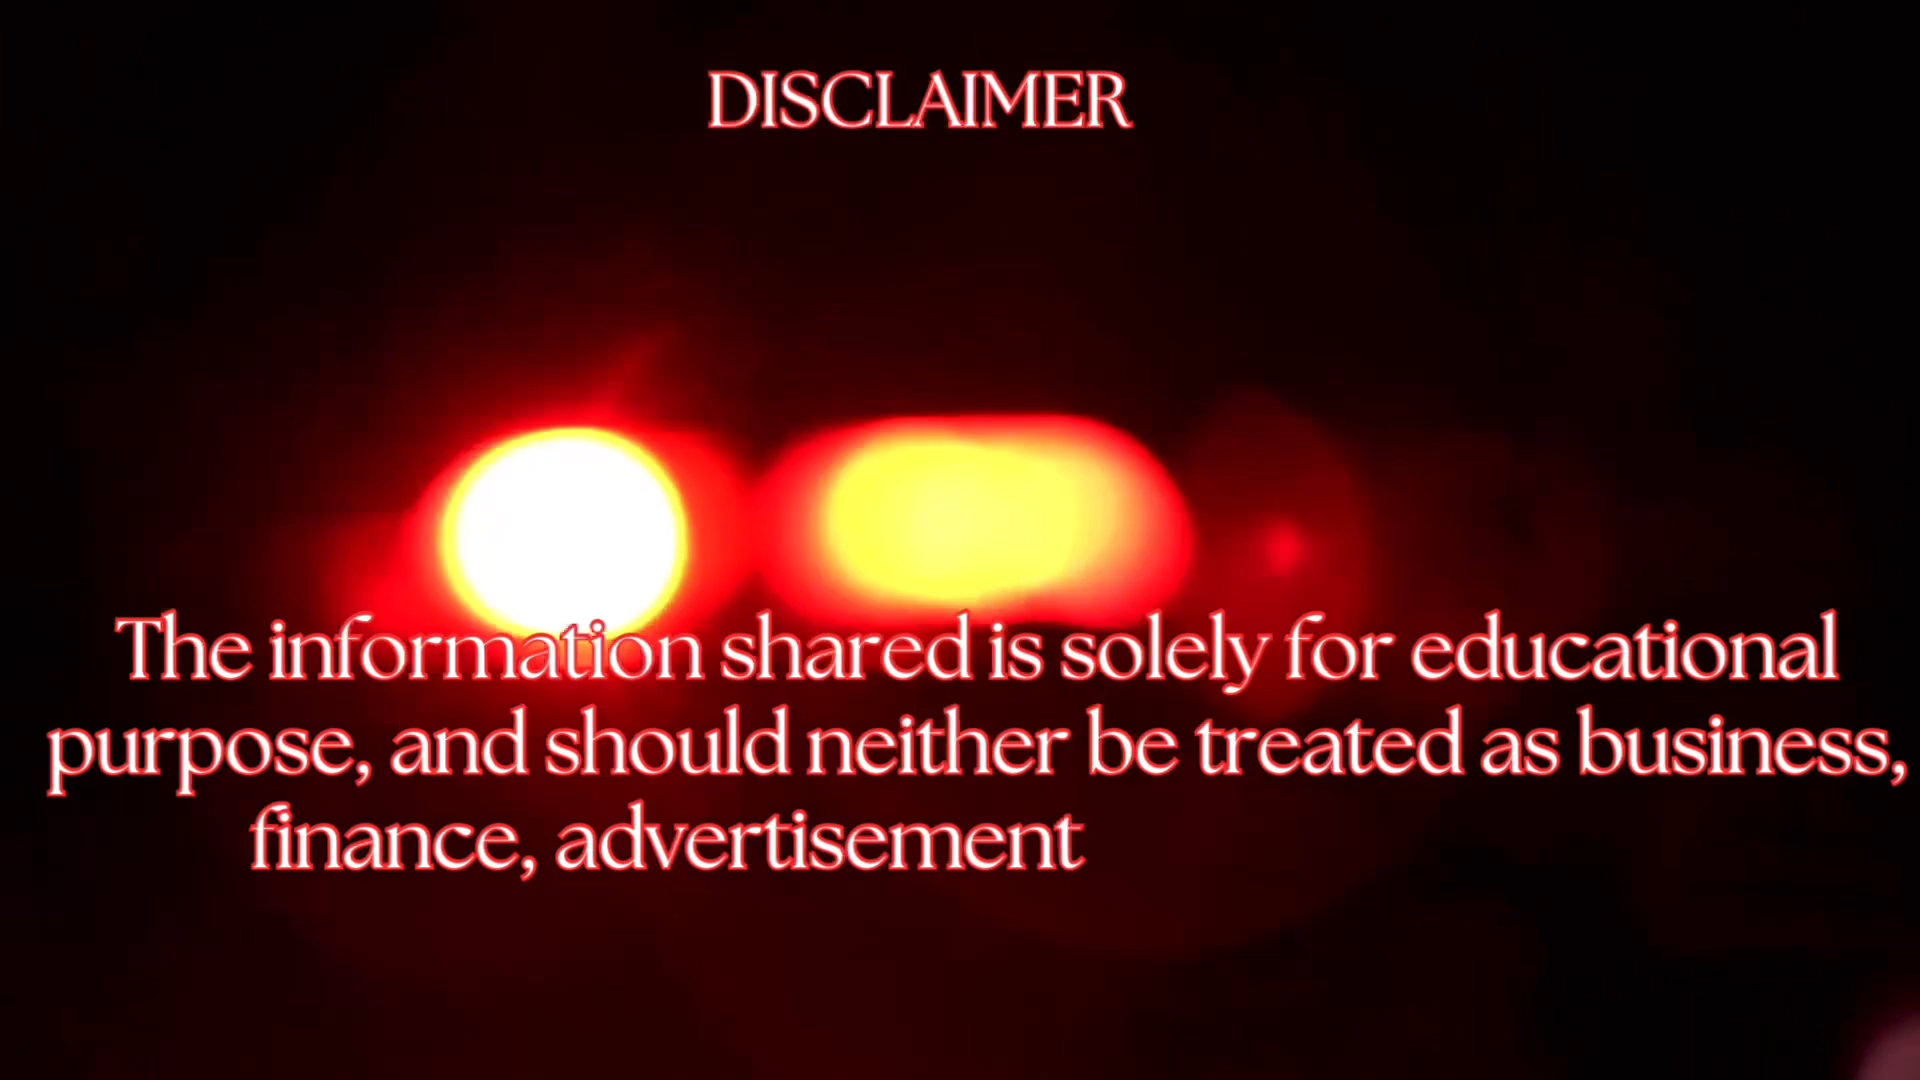 DISCLAIMER
The information shared is solely for educational
purpose, and should neither be treated as business,
finance, advertisement